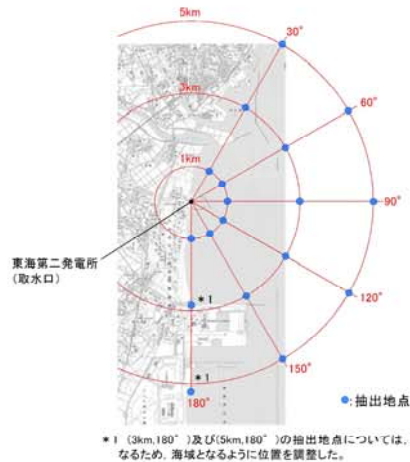 5km
30°
3km
60°
1km
90°
東海第二発電所
(取水口)
120°
*1
150°
*1
180°
:抽出地点
*1 (3km,180°)及び(5km,180°)の抽出地点については,
なるため,海域となるように位置を調整した。